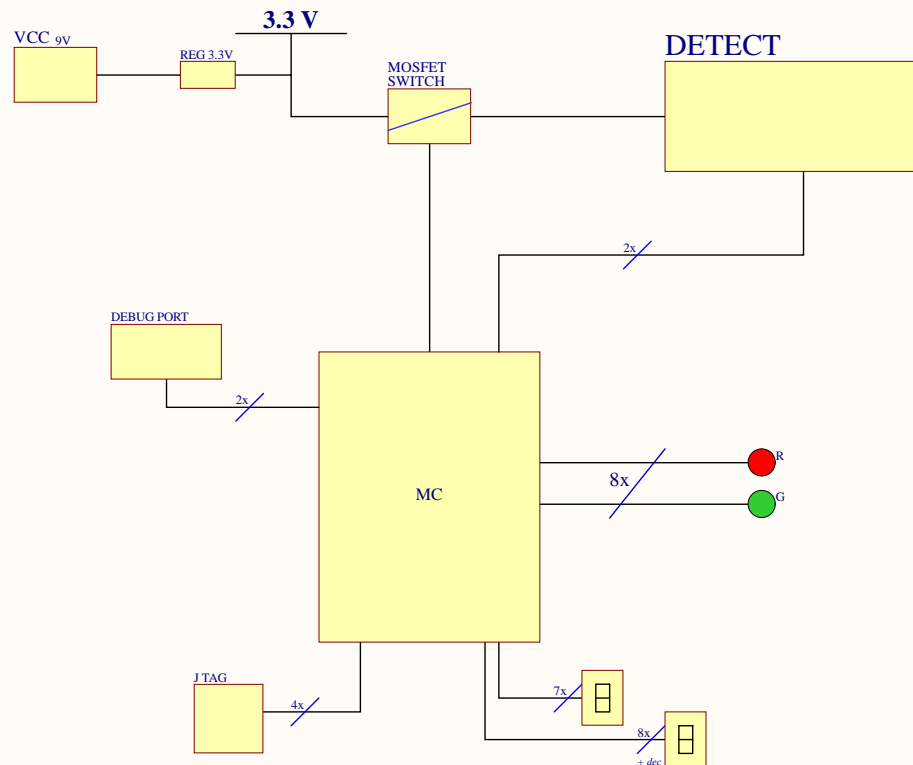 3.3 V
VCC 9V
REG 3.3V
MOSFET
SWITCH
DETECT
2x
DEBUG PORT
2x
R
8x
MC
G
J TAG
4x
7x
8x
+ dec